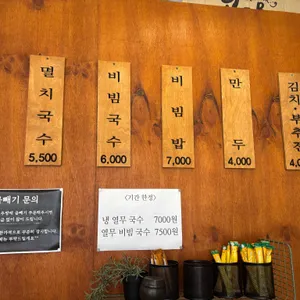 멸치국수
5,500
비빔국수
6,000
비빔밥
7,000
만두
4,000
김치·부추전
<기간 한정>
냉 열무 국수 7000원
열무 비빔 국수 7500원
문의